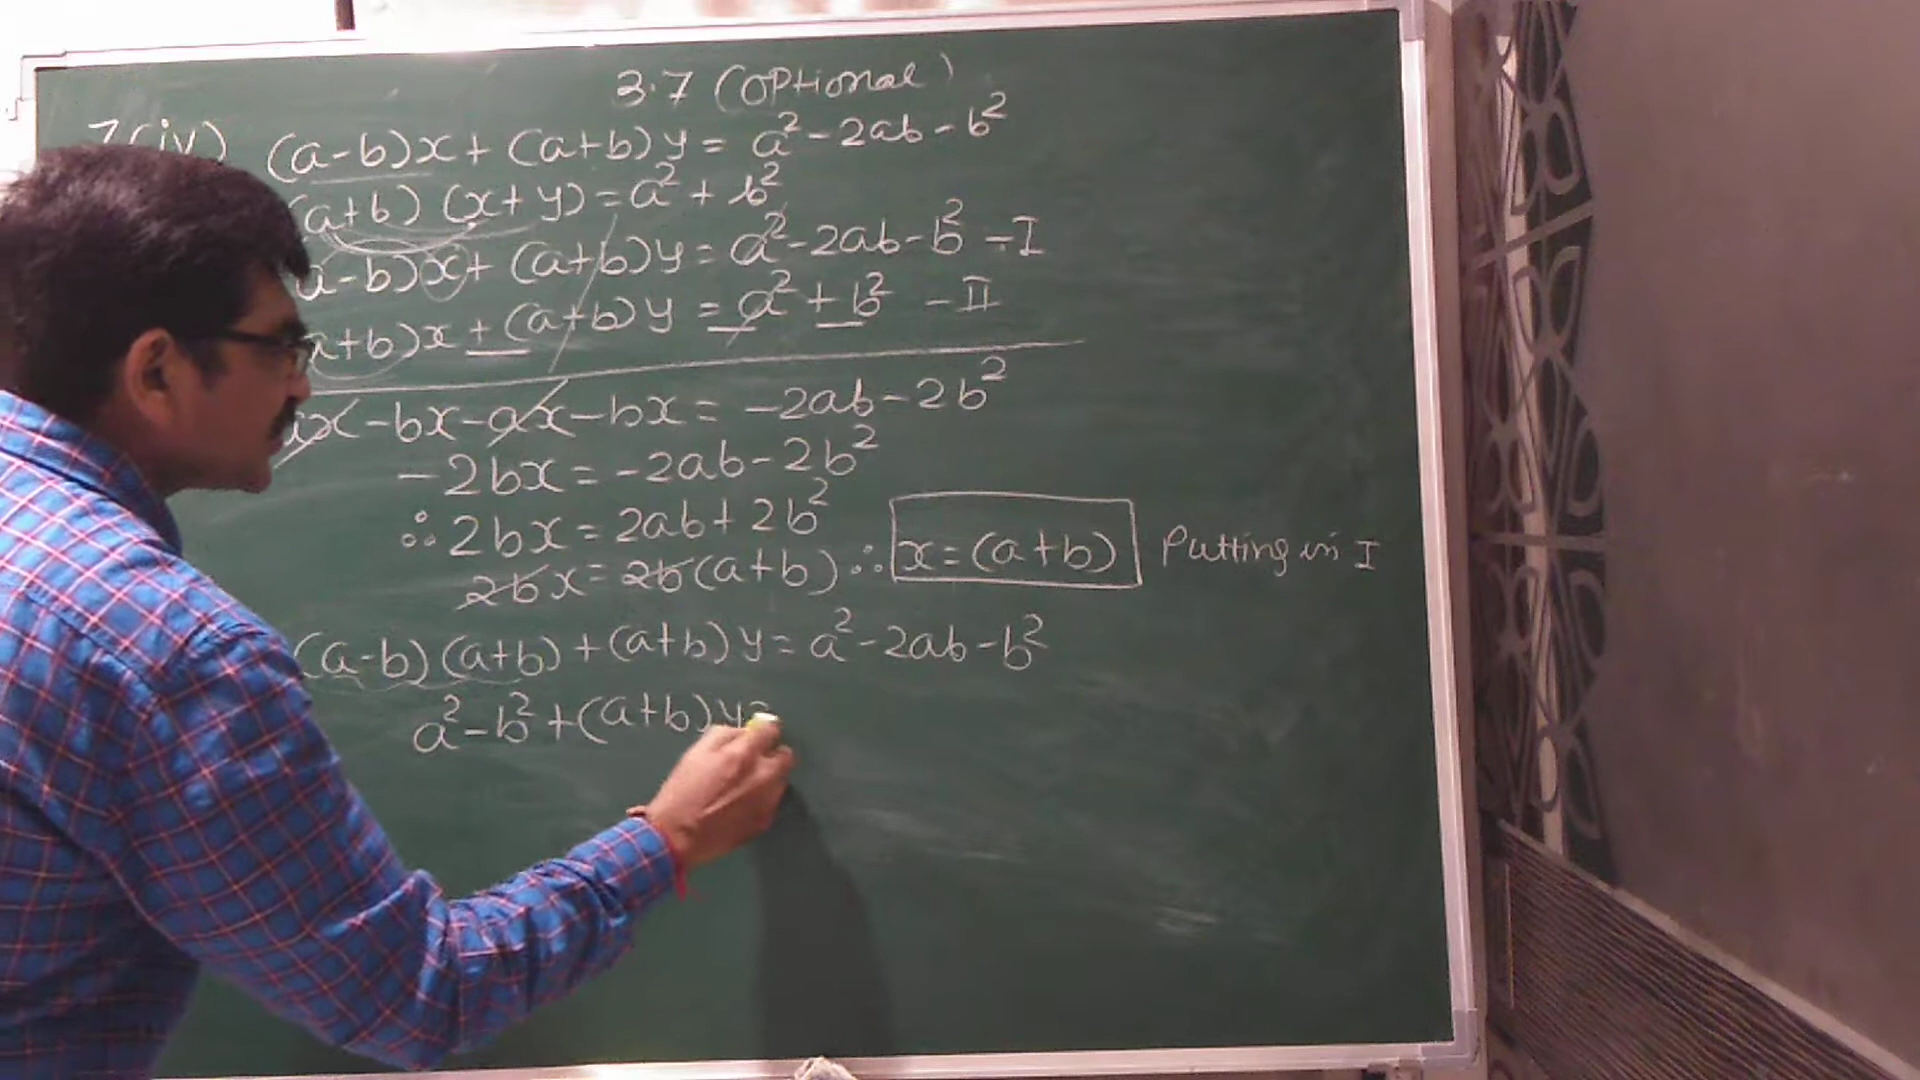 3.7 (Optional)
7(iv) (a-b)x + (a+b)y = a² - 2ab - b²
(a+b) (x+y) = a² + b²
a-b)x + (a+b)y = a² - 2ab - b² - I
a+b)x + (a+b)y = a² + b² - II
ax - bx - ax - bx = -2ab - 2b²
-2bx = -2ab - 2b²
∴ 2bx = 2ab + 2b²
2bx = 2b(a+b) ∴ x = (a+b) Putting in I
(a-b)(a+b) + (a+b)y = a² - 2ab - b²
a² - b² + (a+b)y =